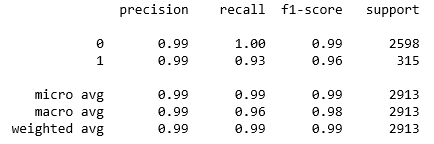 precision recall f1-score support
0 0.99 1.00 0.99 2598
1 0.99 0.93 0.96 315
micro avg 0.99 0.99 0.99 2913
macro avg 0.99 0.96 0.98 2913
weighted avg 0.99 0.99 0.99 2913